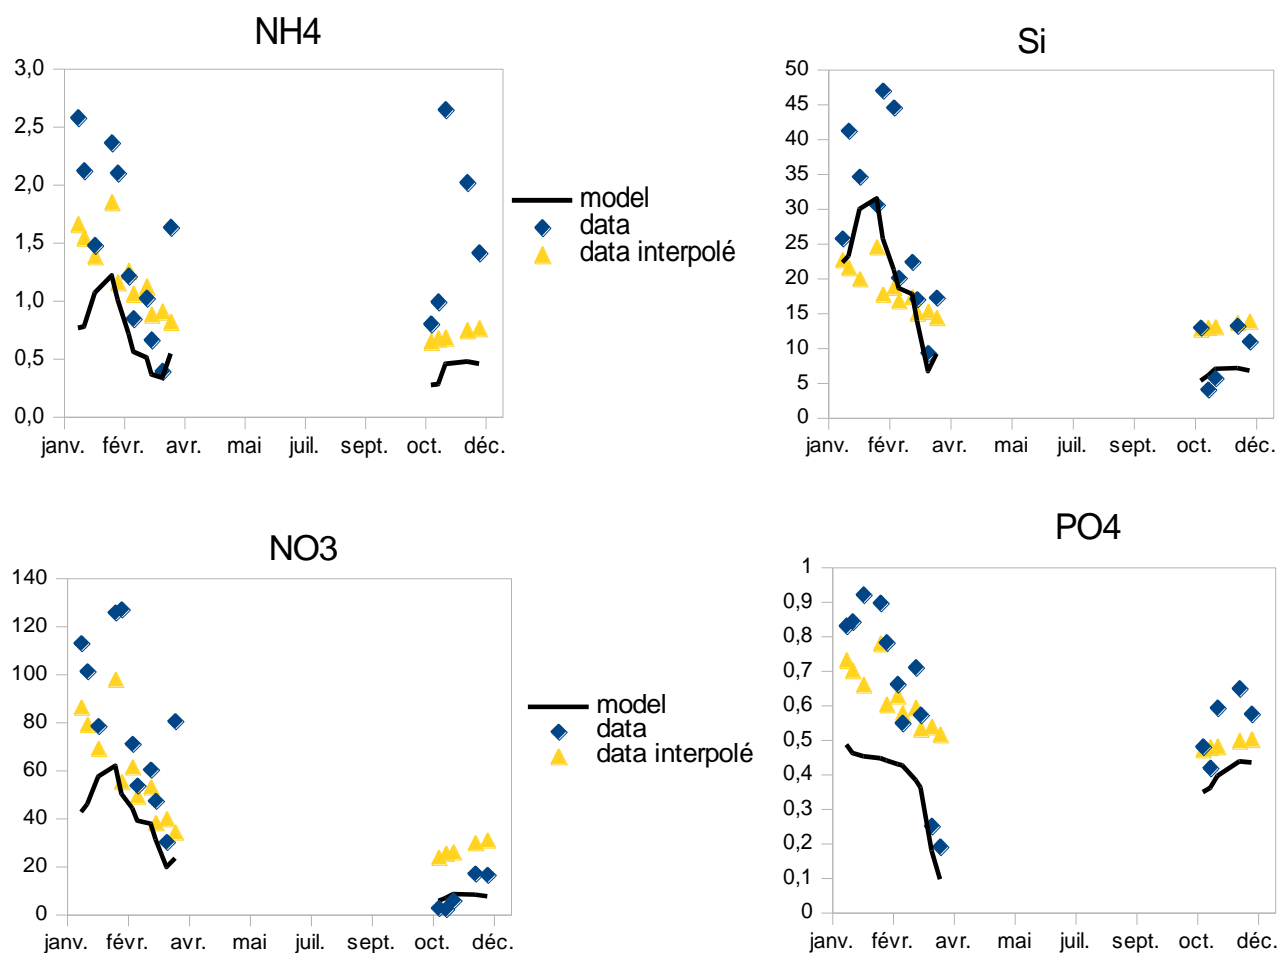 NH4
3,0
2,5
2,0
1,5
1,0
0,5
0,0
janv. févr. avr. mai juil. sept. oct. déc.
model
data
data interpolé
Si
50
45
40
35
30
25
20
15
10
5
0
janv. févr. avr. mai juil. sept. oct. déc.
NO3
140
120
100
80
60
40
20
0
janv. févr. avr. mai juil. sept. oct. déc.
model
data
data interpolé
PO4
1
0,9
0,8
0,7
0,6
0,5
0,4
0,3
0,2
0,1
0
janv. févr. avr. mai juil. sept. oct. déc.